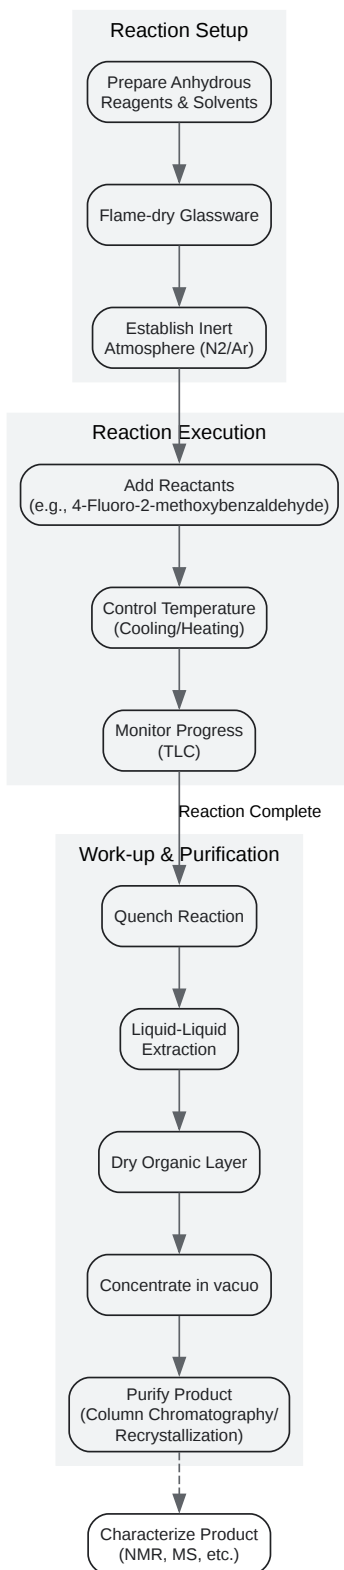 Reaction Setup
Prepare Anhydrous
Reagents & Solvents
Flame-dry Glassware
Establish Inert
Atmosphere (N2/Ar)
Reaction Execution
Add Reactants
(e.g., 4-Fluoro-2-methoxybenzaldehyde)
Control Temperature
(Cooling/Heating)
Monitor Progress
(TLC)
Reaction Complete
Work-up & Purification
Quench Reaction
Liquid-Liquid
Extraction
Dry Organic Layer
Concentrate in vacuo
Purify Product
(Column Chromatography/
Recrystallization)
Characterize Product
(NMR, MS, etc.)